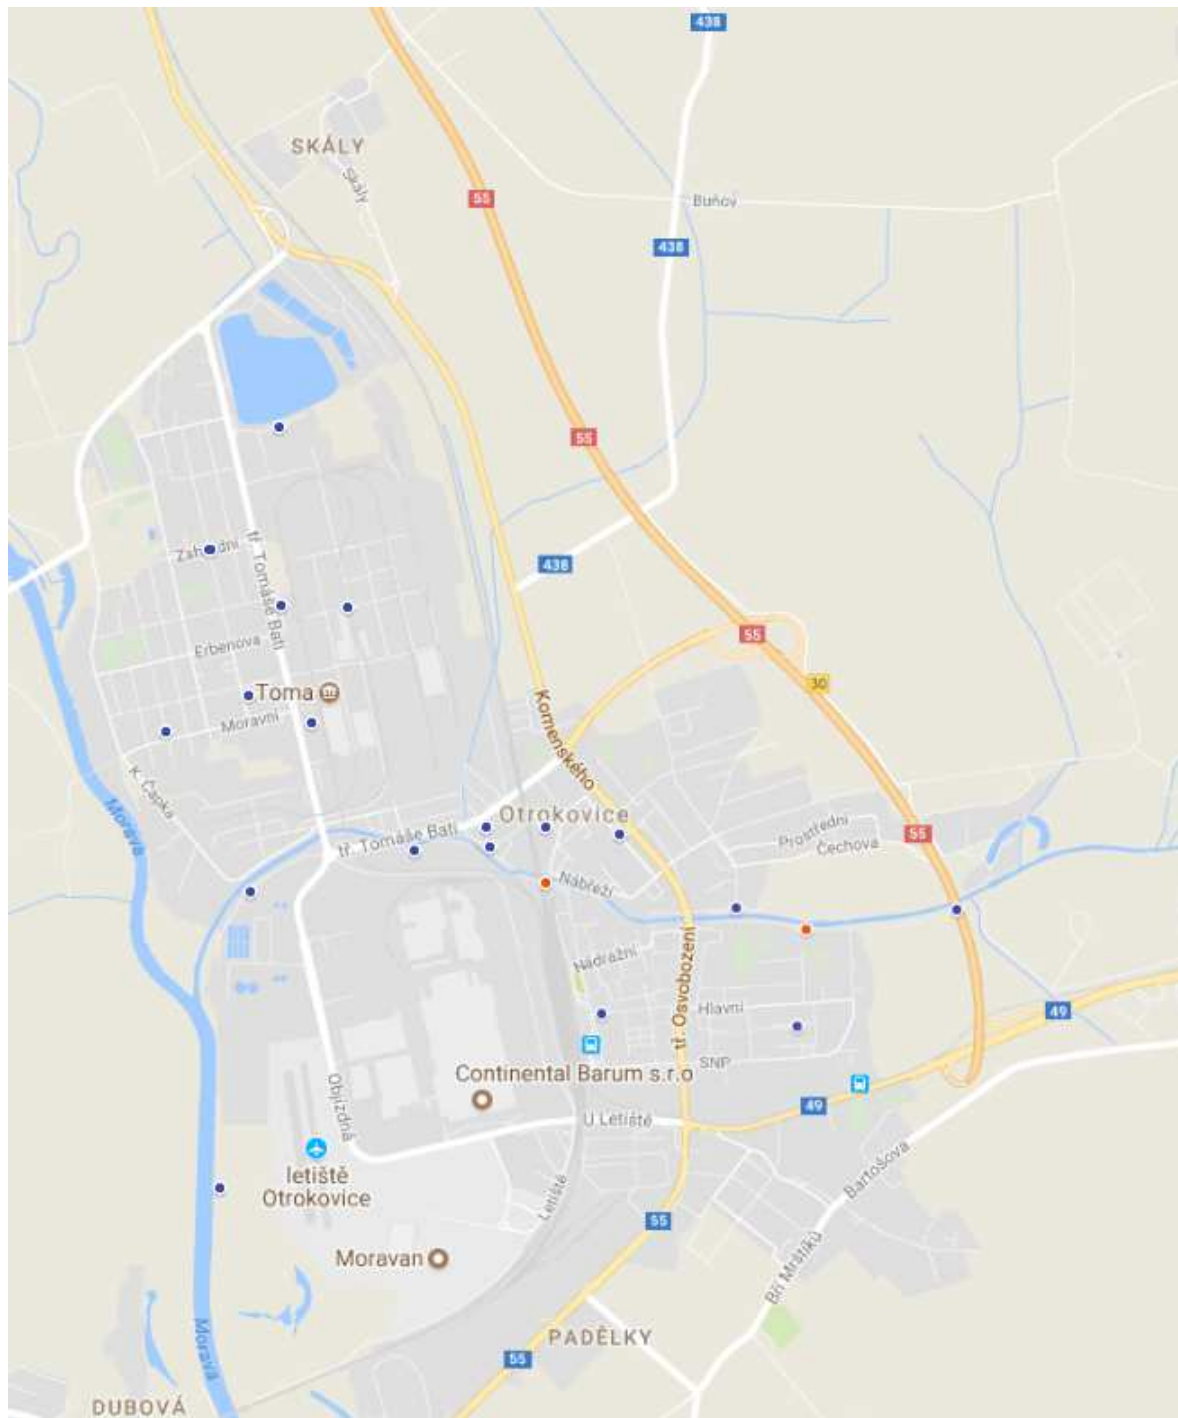 438
SKÁLY
Skály
55
Buňov
438
55
438
Zahradní
tř. Tomáše Bati
55
Erbenova
30
Toma
Moravní
Komenského
K. Čapka
Morava
Otrokovice
tř. Tomáše Bati
Prostřední
55
Čechova
Nábřeží
Nádražní
tř. Osvobození
Hlavní
49
SNP
Continental Barum s.r.o
Objízdná
49
U Letiště
letiště
Otrokovice
Bartošova
Letiště
55
Moravan
Bří Mrštíků
Morava
PADĚLKY
55
DUBOVÁ